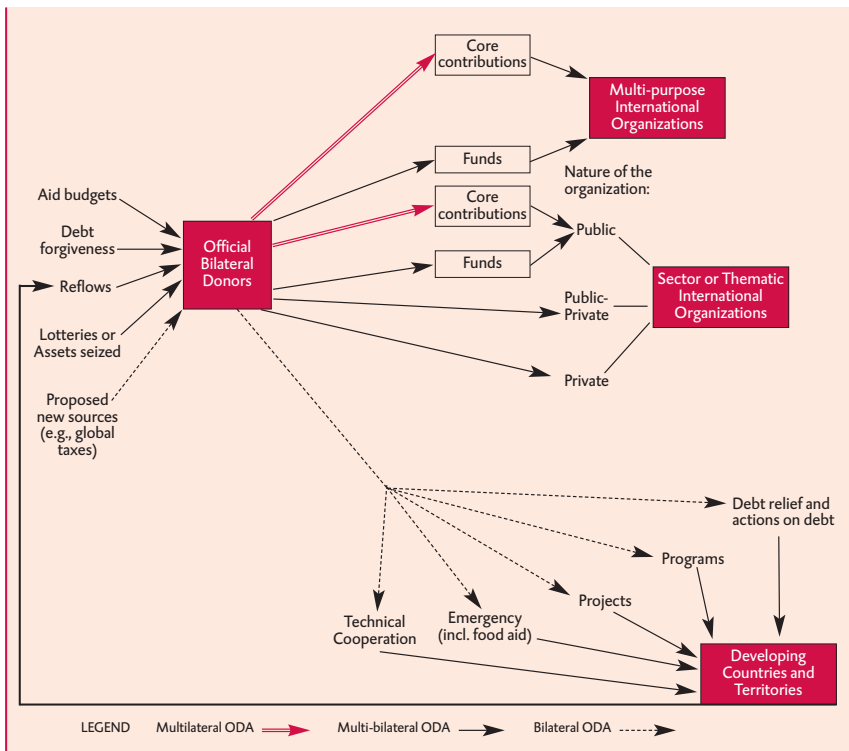 Core
contributions
Multi-purpose
International
Organizations
Funds
Nature of the
organization:
Aid budgets
Core
contributions
Debt
forgiveness
Official
Bilateral
Donors
Public
Funds
Reflows
Sector or Thematic
International
Organizations
Public-
Private
Lotteries or
Assets seized
Private
Proposed
new sources
(e.g., global
taxes)
Debt relief and
actions on debt
Programs
Projects
Emergency
(incl. food aid)
Technical
Cooperation
Developing
Countries and
Territories
LEGEND Multilateral ODA Multi-bilateral ODA Bilateral ODA